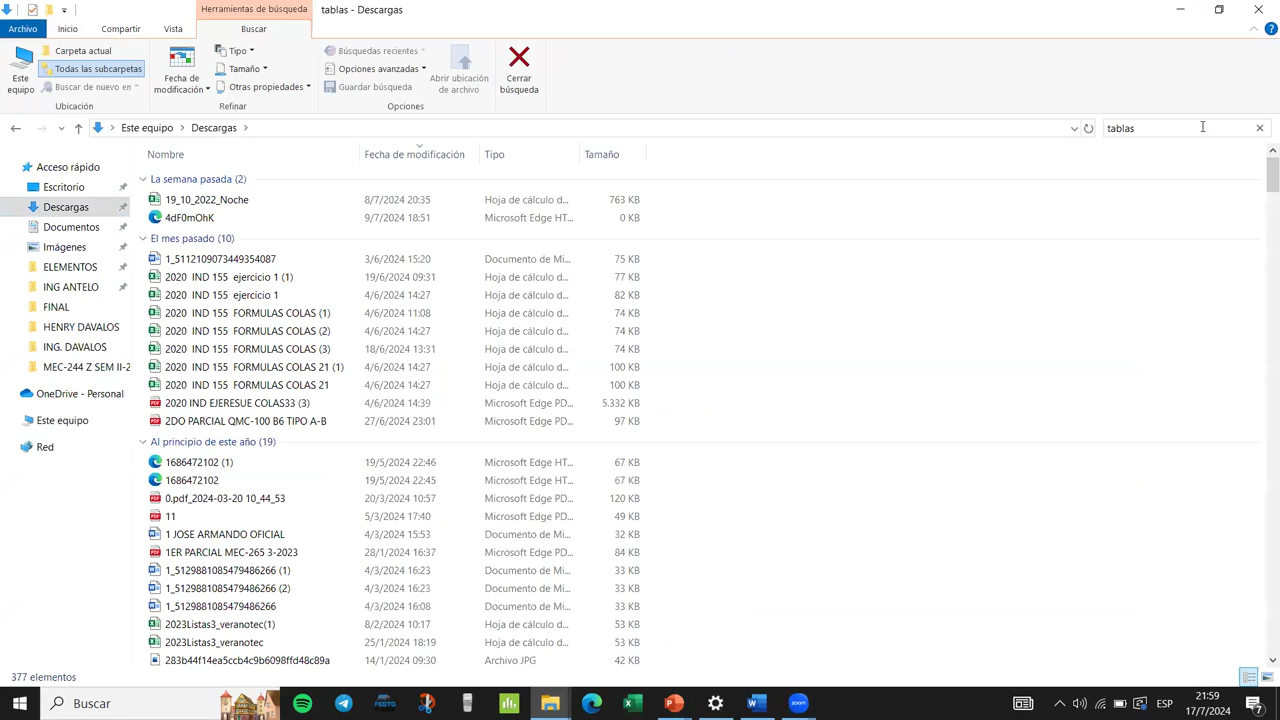 Herramientas de búsqueda
tablas - Descargas
Archivo
Inicio
Compartir
Vista
Buscar
Este equipo
Carpeta actual
Todas las subcarpetas
Buscar de nuevo en
Ubicación
Fecha de modificación
Tipo
Tamaño
Otras propiedades
Refinar
Búsquedas recientes
Opciones avanzadas
Guardar búsqueda
Abrir ubicación de archivo
Opciones
Cerrar búsqueda
Este equipo > Descargas >
tablas
Nombre Fecha de modificación Tipo Tamaño
Acceso rápido
Escritorio
Descargas
Documentos
Imágenes
ELEMENTOS
ING ANTELO
FINAL
HENRY DAVALOS
ING. DAVALOS
MEC-244 Z SEM II-2
OneDrive - Personal
Este equipo
Red
La semana pasada (2)
19_10_2022_Noche 8/7/2024 20:35 Hoja de cálculo d... 763 KB
4dF0mOhK 9/7/2024 18:51 Microsoft Edge HT... 0 KB
El mes pasado (10)
1_5112109073449354087 3/6/2024 15:20 Documento de Mi... 75 KB
2020 IND 155 ejercicio 1 (1) 19/6/2024 09:31 Hoja de cálculo d... 77 KB
2020 IND 155 ejercicio 1 4/6/2024 14:27 Hoja de cálculo d... 82 KB
2020 IND 155 FORMULAS COLAS (1) 4/6/2024 11:08 Hoja de cálculo d... 74 KB
2020 IND 155 FORMULAS COLAS (2) 4/6/2024 14:27 Hoja de cálculo d... 74 KB
2020 IND 155 FORMULAS COLAS (3) 18/6/2024 13:31 Hoja de cálculo d... 74 KB
2020 IND 155 FORMULAS COLAS 21 (1) 4/6/2024 14:27 Hoja de cálculo d... 100 KB
2020 IND 155 FORMULAS COLAS 21 4/6/2024 14:27 Hoja de cálculo d... 100 KB
2020 IND EJERESUE COLAS33 (3) 4/6/2024 14:39 Microsoft Edge PD... 5.332 KB
2DO PARCIAL QMC-100 B6 TIPO A-B 27/6/2024 23:01 Microsoft Edge PD... 97 KB
Al principio de este año (19)
1686472102 (1) 19/5/2024 22:46 Microsoft Edge HT... 67 KB
1686472102 19/5/2024 22:45 Microsoft Edge HT... 67 KB
0.pdf_2024-03-20 10_44_53 20/3/2024 10:57 Microsoft Edge PD... 120 KB
11 5/3/2024 17:40 Microsoft Edge PD... 49 KB
1 JOSE ARMANDO OFICIAL 4/3/2024 15:53 Documento de Mi... 32 KB
1ER PARCIAL MEC-265 3-2023 28/1/2024 16:37 Microsoft Edge PD... 84 KB
1_5129881085479486266 (1) 4/3/2024 16:23 Documento de Mi... 33 KB
1_5129881085479486266 (2) 4/3/2024 16:23 Documento de Mi... 33 KB
1_5129881085479486266 4/3/2024 16:08 Documento de Mi... 33 KB
2023Listas3_veranotec(1) 8/2/2024 10:17 Hoja de cálculo d... 53 KB
2023Listas3_veranotec 25/1/2024 18:19 Hoja de cálculo d... 53 KB
283b44f14ea5ccb4c9b6098ffd48c89a 14/1/2024 09:30 Archivo JPG 42 KB
377 elementos
Buscar
FESTO
ESP
21:59
17/7/2024
7